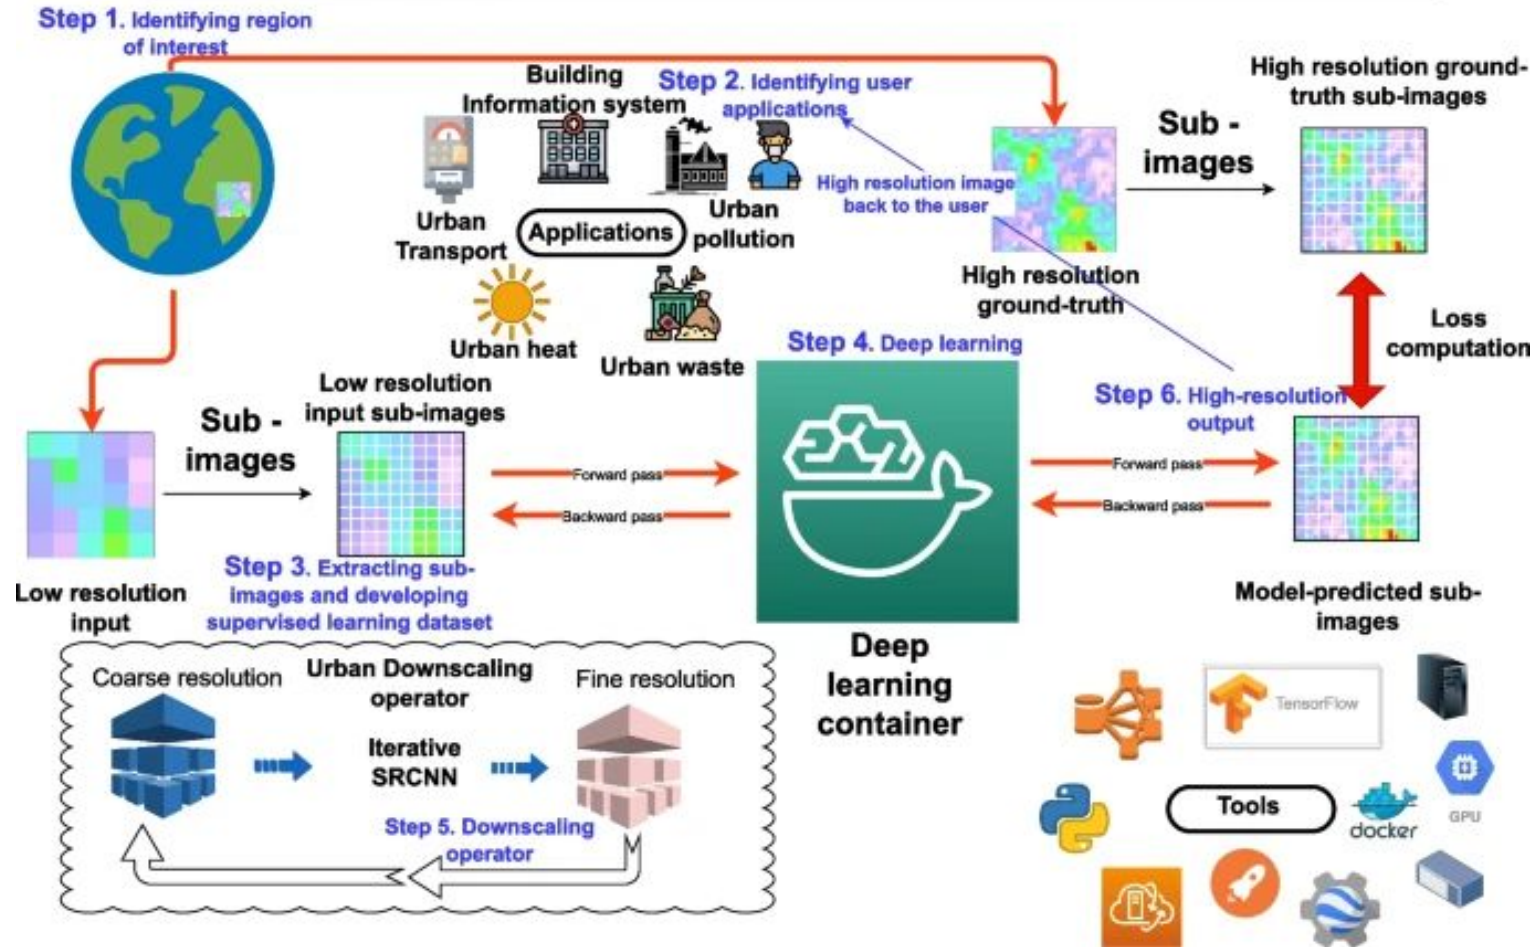 Step 1. Identifying region
of interest
Building
Information system
Step 2. Identifying user
applications
High resolution ground-
truth sub-images
Sub -
images
High resolution image
back to the user
Urban
Transport
Applications
Urban
pollution
High resolution
ground-truth
Urban heat
Urban waste
Loss
computation
Step 4. Deep learning
Low resolution
input sub-images
Sub -
images
Step 6. High-resolution
output
Forward pass
Backward pass
Forward pass
Backward pass
Low resolution
input
Step 3. Extracting sub-
images and developing
supervised learning dataset
Model-predicted sub-
images
Deep
learning
container
Coarse resolution
Urban Downscaling
operator
Fine resolution
Iterative
SRCNN
Step 5. Downscaling
operator
TensorFlow
Tools
docker
GPU